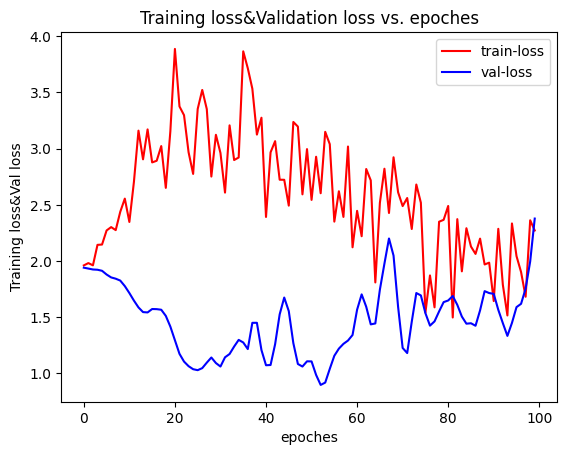 Training loss&Validation loss vs. epoches
train-loss
val-loss
Training loss&Val loss
4.0
3.5
3.0
2.5
2.0
1.5
1.0
0
20
40
60
80
100
epoches